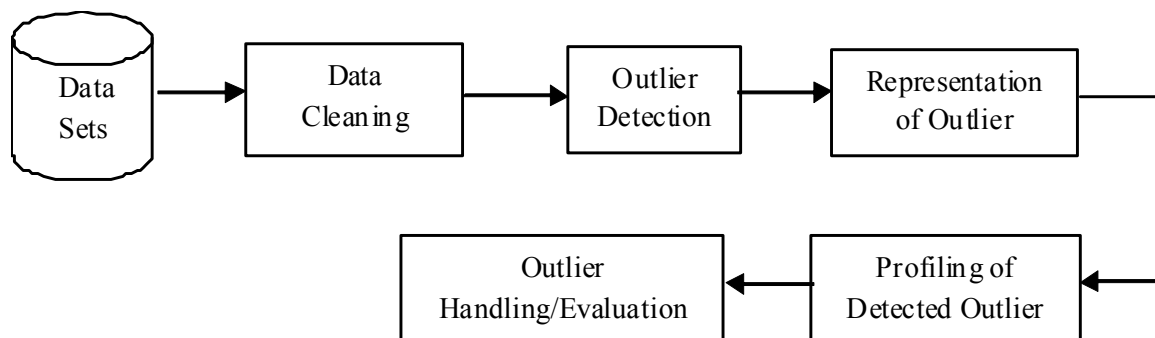 Data
Sets
Data
Cleaning
Outlier
Detection
Representation
of Outlier
Outlier
Handling/Evaluation
Profiling of
Detected Outlier